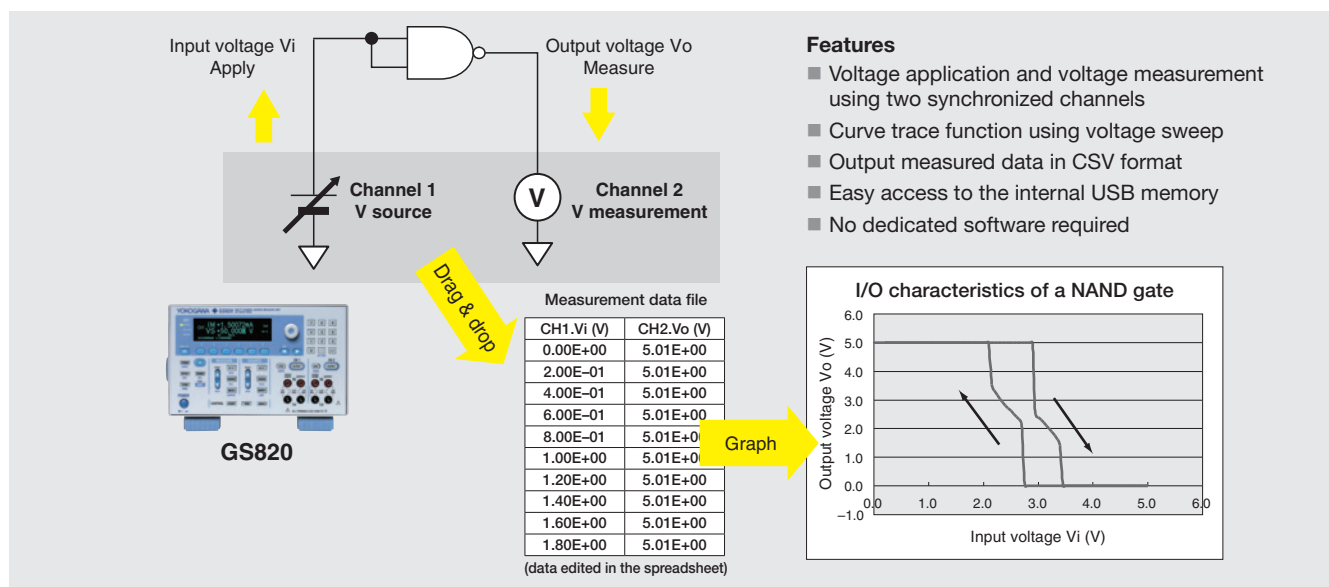 Input voltage Vi
Apply
Output voltage Vo
Measure
Channel 1
V source
V
Channel 2
V measurement
Drag & drop
YOKOGAWA
GS820
Measurement data file
CH1.Vi (V) CH2.Vo (V)
0.00E+00 5.01E+00
2.00E–01 5.01E+00
4.00E–01 5.01E+00
6.00E–01 5.01E+00
8.00E–01 5.01E+00
1.00E+00 5.01E+00
1.20E+00 5.01E+00
1.40E+00 5.01E+00
1.60E+00 5.01E+00
1.80E+00 5.01E+00
(data edited in the spreadsheet)
Graph
Features
Voltage application and voltage measurement
using two synchronized channels
Curve trace function using voltage sweep
Output measured data in CSV format
Easy access to the internal USB memory
No dedicated software required
I/O characteristics of a NAND gate
Output voltage Vo (V)
6.0
5.0
4.0
3.0
2.0
1.0
0.0
–1.0
0.0 1.0 2.0 3.0 4.0 5.0 6.0
Input voltage Vi (V)